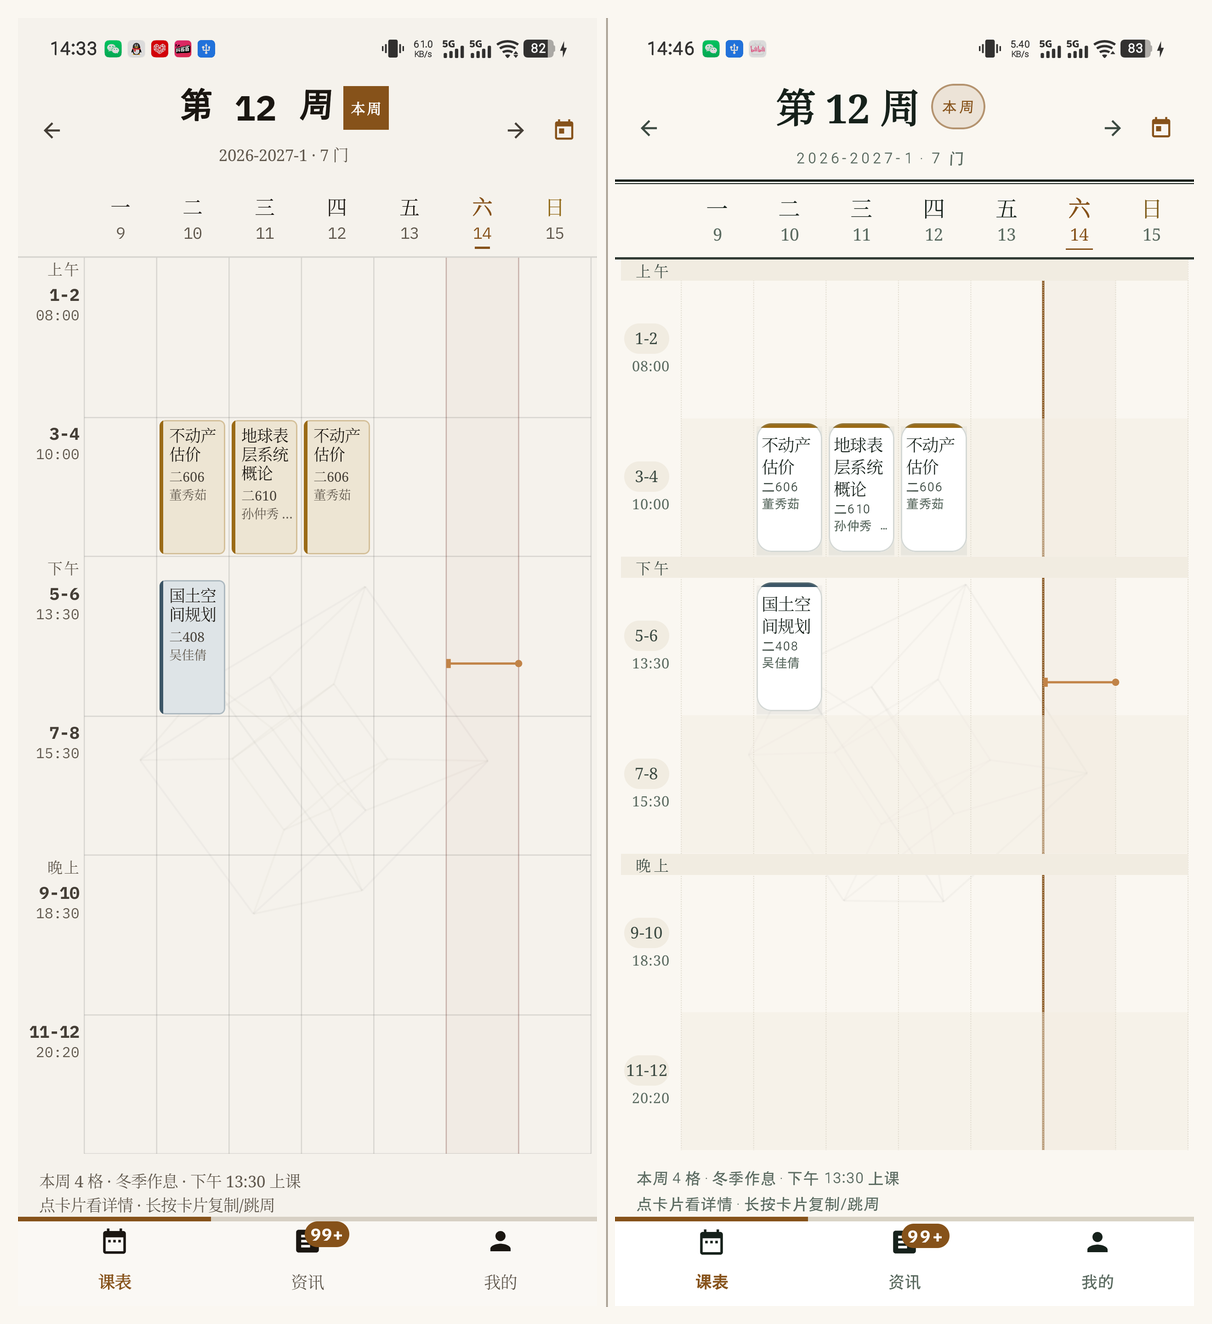 14:33
61.0 KB/s 5G 5G 82
第 12 周 本周
2026-2027-1 · 7 门
一 二 三 四 五 六 日
9 10 11 12 13 14 15
上午
1-2
08:00
3-4
10:00
不动产估价
二606
董秀茹
地球表层系统概论
二610
孙仲秀 ...
不动产估价
二606
董秀茹
下午
5-6
13:30
国土空间规划
二408
吴佳倩
7-8
15:30
晚上
9-10
18:30
11-12
20:20
本周 4 格 · 冬季作息 · 下午 13:30 上课
点卡片看详情 · 长按卡片复制/跳周
99+
课表 资讯 我的
14:46
5.40 KB/s 5G 5G 83
第 12 周 本周
2026-2027-1 · 7 门
一 二 三 四 五 六 日
9 10 11 12 13 14 15
上午
1-2
08:00
3-4
10:00
不动产估价
二606
董秀茹
地球表层系统概论
二610
孙仲秀 ...
不动产估价
二606
董秀茹
下午
5-6
13:30
国土空间规划
二408
吴佳倩
7-8
15:30
晚上
9-10
18:30
11-12
20:20
本周 4 格 · 冬季作息 · 下午 13:30 上课
点卡片看详情 · 长按卡片复制/跳周
99+
课表 资讯 我的